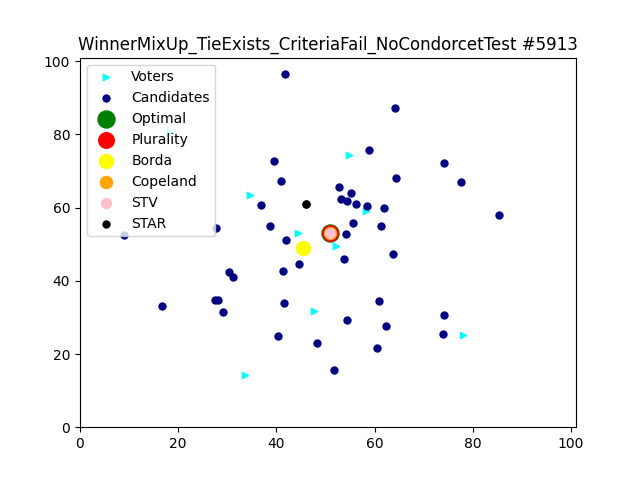 WinnerMixUp_TieExists_CriteriaFail_NoCondorcetTest #5913
100
80
60
40
20
0
0
20
40
60
80
100
Voters
Candidates
Optimal
Plurality
Borda
Copeland
STV
STAR